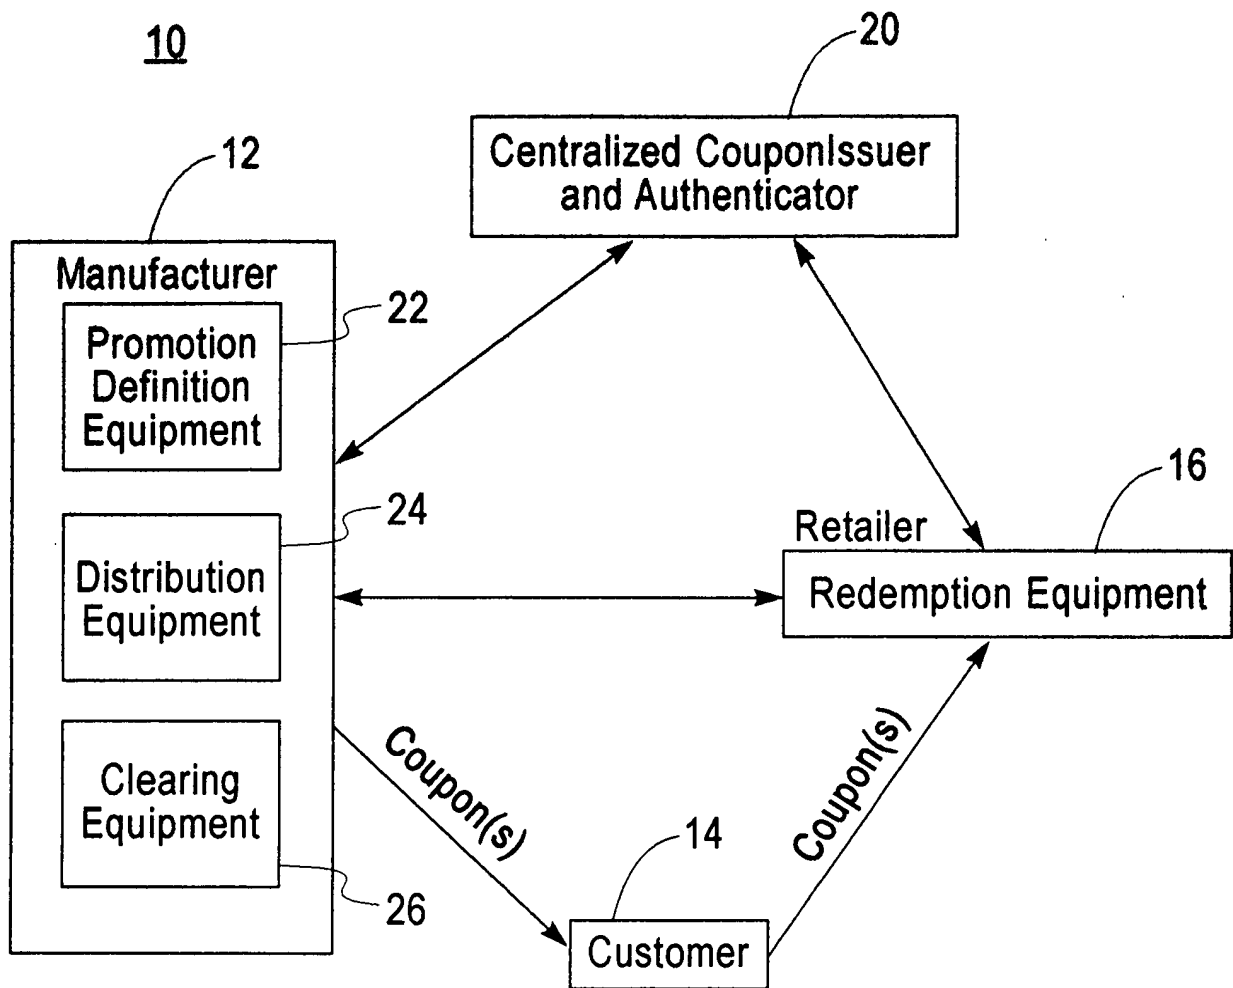 10
20
Centralized CouponIssuer
and Authenticator
12
Manufacturer
22
Promotion
Definition
Equipment
24
Distribution
Equipment
Clearing
Equipment
26
16
Retailer
Redemption Equipment
Coupon(s)
Coupon(s)
14
Customer